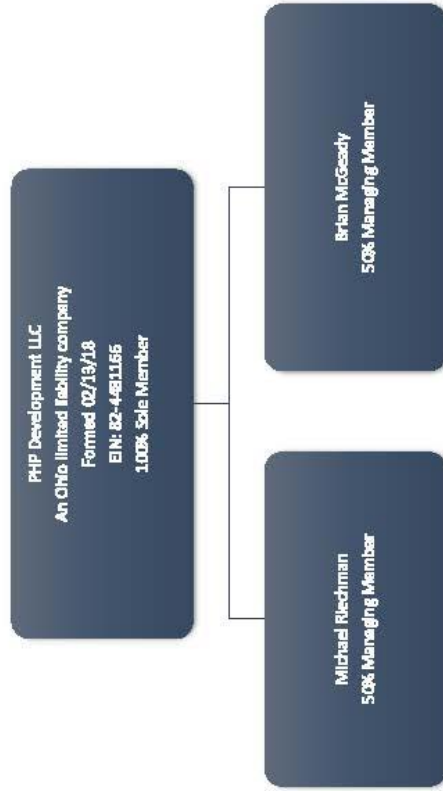 PHP Development LLC
An Ohio limited liability company
Formed 02/13/18
EIN: 82-4481166
100% Sole Member
Michael Riechman
50% Managing Member
Brian McGeady
50% Managing Member